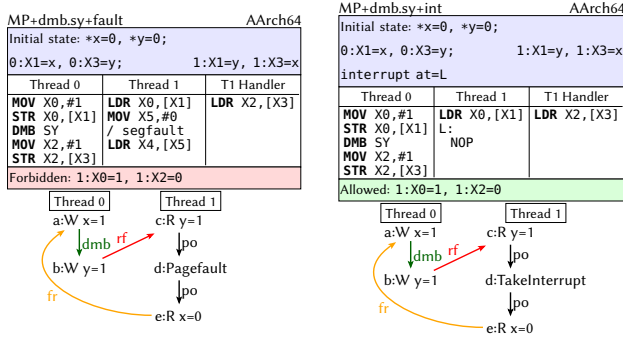 MP+dmb.sy+fault AArch64
Initial state: *x=0, *y=0;
0:X1=x, 0:X3=y; 1:X1=y, 1:X3=x
Thread 0 Thread 1 T1 Handler
MOV X0,#1 LDR X0,[X1] LDR X2,[X3]
STR X0,[X1] MOV X5,#0
DMB SY / segfault
MOV X2,#1 LDR X4,[X5]
STR X2,[X3]
Forbidden: 1:X0=1, 1:X2=0
Thread 0 Thread 1
a:W x=1 c:R y=1
dmb rf po
b:W y=1 d:Pagefault
fr po
e:R x=0
MP+dmb.sy+int AArch64
Initial state: *x=0, *y=0;
0:X1=x, 0:X3=y; 1:X1=y, 1:X3=x
interrupt at=L
Thread 0 Thread 1 T1 Handler
MOV X0,#1 LDR X0,[X1] LDR X2,[X3]
STR X0,[X1] L:
DMB SY NOP
MOV X2,#1
STR X2,[X3]
Allowed: 1:X0=1, 1:X2=0
Thread 0 Thread 1
a:W x=1 c:R y=1
dmb rf po
b:W y=1 d:TakeInterrupt
fr po
e:R x=0